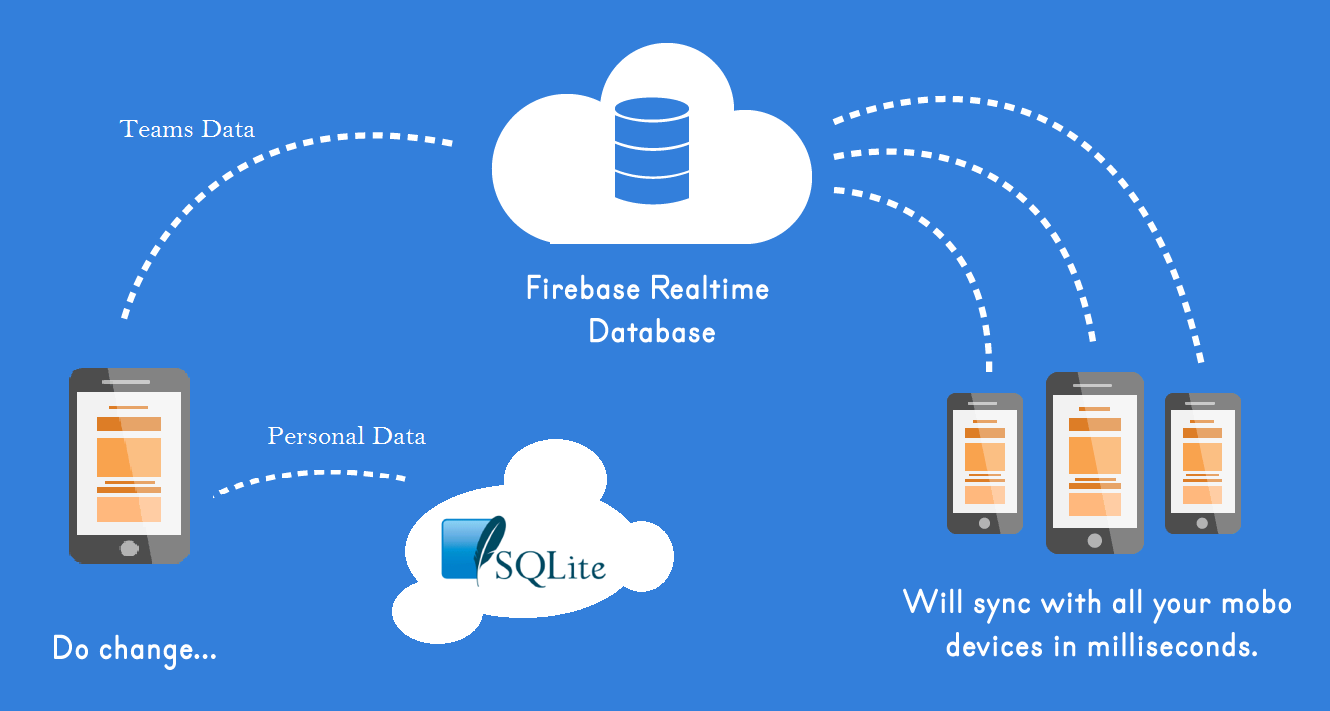 Teams Data
Firebase Realtime
Database
Personal Data
SQLite
Do change...
Will sync with all your mobo
devices in milliseconds.